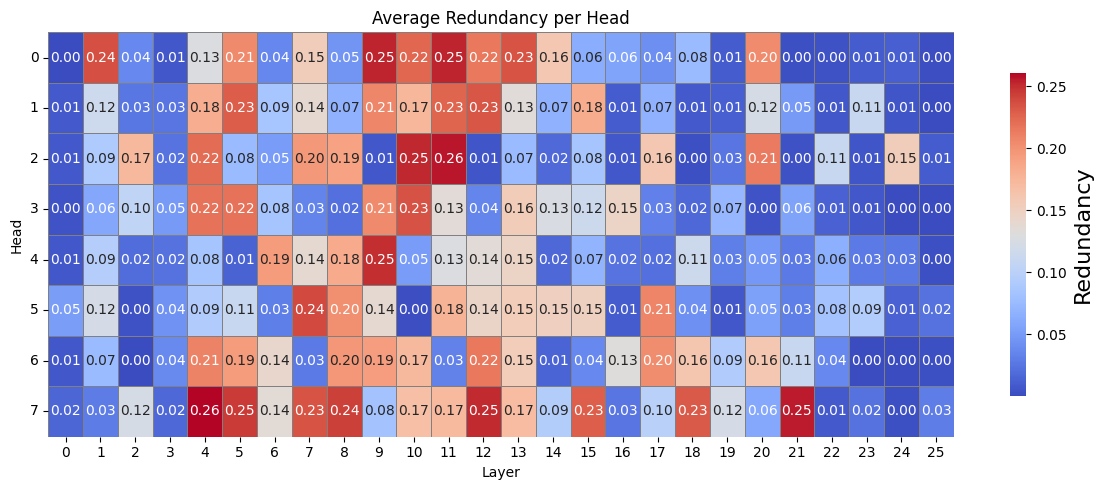 Average Redundancy per Head
0 0.00 0.24 0.04 0.01 0.13 0.21 0.04 0.15 0.05 0.25 0.22 0.25 0.22 0.23 0.16 0.06 0.06 0.04 0.08 0.01 0.20 0.00 0.00 0.01 0.01 0.00
1 0.01 0.12 0.03 0.03 0.18 0.23 0.09 0.14 0.07 0.21 0.17 0.23 0.23 0.13 0.07 0.18 0.01 0.07 0.01 0.01 0.12 0.05 0.01 0.11 0.01 0.00
2 0.01 0.09 0.17 0.02 0.22 0.08 0.05 0.20 0.19 0.01 0.25 0.26 0.01 0.07 0.02 0.08 0.01 0.16 0.00 0.03 0.21 0.00 0.11 0.01 0.15 0.01
3 0.00 0.06 0.10 0.05 0.22 0.22 0.08 0.03 0.02 0.21 0.23 0.13 0.04 0.16 0.13 0.12 0.15 0.03 0.02 0.07 0.00 0.06 0.01 0.01 0.00 0.00
4 0.01 0.09 0.02 0.02 0.08 0.01 0.19 0.14 0.18 0.25 0.05 0.13 0.14 0.15 0.02 0.07 0.02 0.02 0.11 0.03 0.05 0.03 0.06 0.03 0.03 0.00
5 0.05 0.12 0.00 0.04 0.09 0.11 0.03 0.24 0.20 0.14 0.00 0.18 0.14 0.15 0.15 0.15 0.01 0.21 0.04 0.01 0.05 0.03 0.08 0.09 0.01 0.02
6 0.01 0.07 0.00 0.04 0.21 0.19 0.14 0.03 0.20 0.19 0.17 0.03 0.22 0.15 0.01 0.04 0.13 0.20 0.16 0.09 0.16 0.11 0.04 0.00 0.00 0.00
7 0.02 0.03 0.12 0.02 0.26 0.25 0.14 0.23 0.24 0.08 0.17 0.17 0.25 0.17 0.09 0.23 0.03 0.10 0.23 0.12 0.06 0.25 0.01 0.02 0.00 0.03
0 1 2 3 4 5 6 7 8 9 10 11 12 13 14 15 16 17 18 19 20 21 22 23 24 25
Layer
Head
0.25
0.20
0.15
0.10
0.05
Redundancy